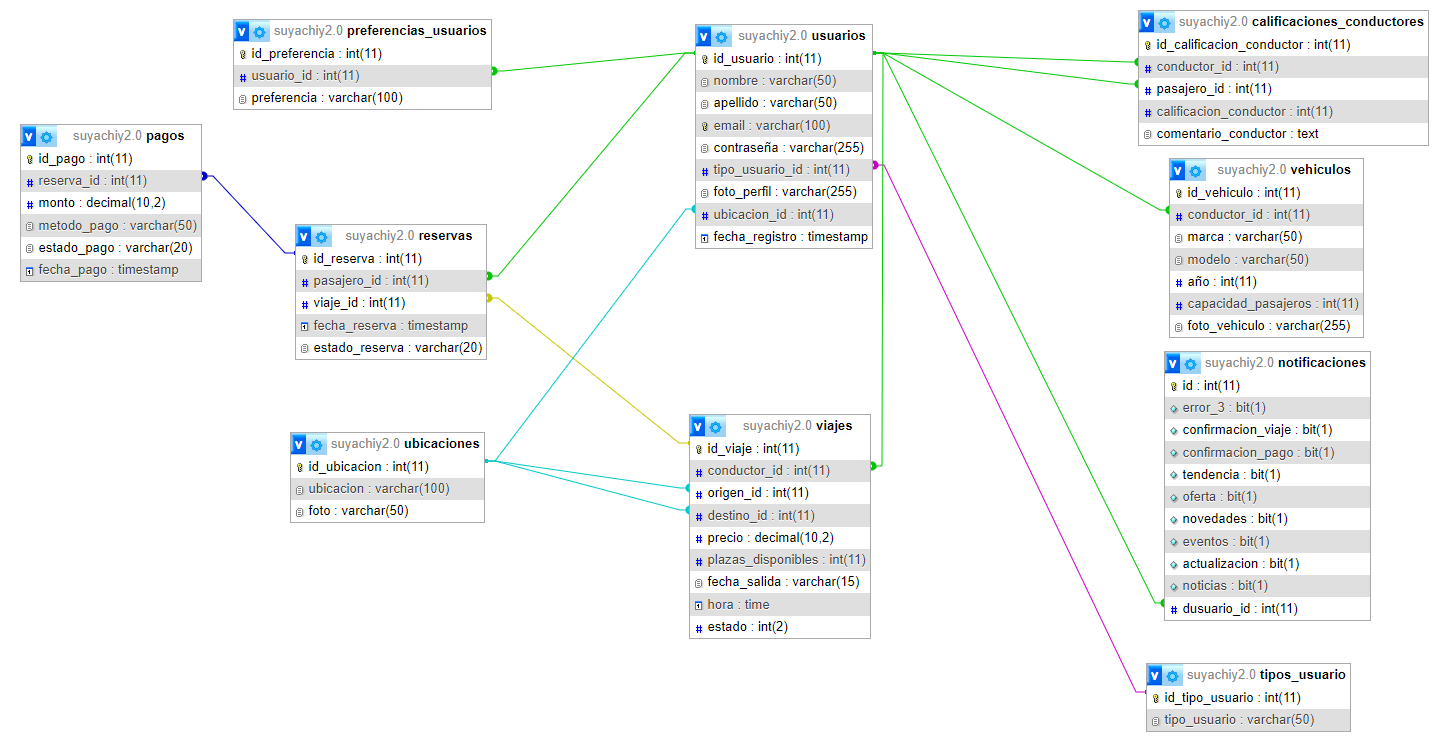 suyachiy2.0 preferencias_usuarios
id_preferencia : int(11)
usuario_id : int(11)
preferencia : varchar(100)
suyachiy2.0 pagos
id_pago : int(11)
reserva_id : int(11)
monto : decimal(10,2)
metodo_pago : varchar(50)
estado_pago : varchar(20)
fecha_pago : timestamp
suyachiy2.0 reservas
id_reserva : int(11)
pasajero_id : int(11)
viaje_id : int(11)
fecha_reserva : timestamp
estado_reserva : varchar(20)
suyachiy2.0 ubicaciones
id_ubicacion : int(11)
ubicacion : varchar(100)
foto : varchar(50)
suyachiy2.0 usuarios
id_usuario : int(11)
nombre : varchar(50)
apellido : varchar(50)
email : varchar(100)
contraseña : varchar(255)
tipo_usuario_id : int(11)
foto_perfil : varchar(255)
ubicacion_id : int(11)
fecha_registro : timestamp
suyachiy2.0 viajes
id_viaje : int(11)
conductor_id : int(11)
origen_id : int(11)
destino_id : int(11)
precio : decimal(10,2)
plazas_disponibles : int(11)
fecha_salida : varchar(15)
hora : time
estado : int(2)
suyachiy2.0 calificaciones_conductores
id_calificacion_conductor : int(11)
conductor_id : int(11)
pasajero_id : int(11)
calificacion_conductor : int(11)
comentario_conductor : text
suyachiy2.0 vehiculos
id_vehiculo : int(11)
conductor_id : int(11)
marca : varchar(50)
modelo : varchar(50)
año : int(11)
capacidad_pasajeros : int(11)
foto_vehiculo : varchar(255)
suyachiy2.0 notificaciones
id : int(11)
error_3 : bit(1)
confirmacion_viaje : bit(1)
confirmacion_pago : bit(1)
tendencia : bit(1)
oferta : bit(1)
novedades : bit(1)
eventos : bit(1)
actualizacion : bit(1)
noticias : bit(1)
dusuario_id : int(11)
suyachiy2.0 tipos_usuario
id_tipo_usuario : int(11)
tipo_usuario : varchar(50)